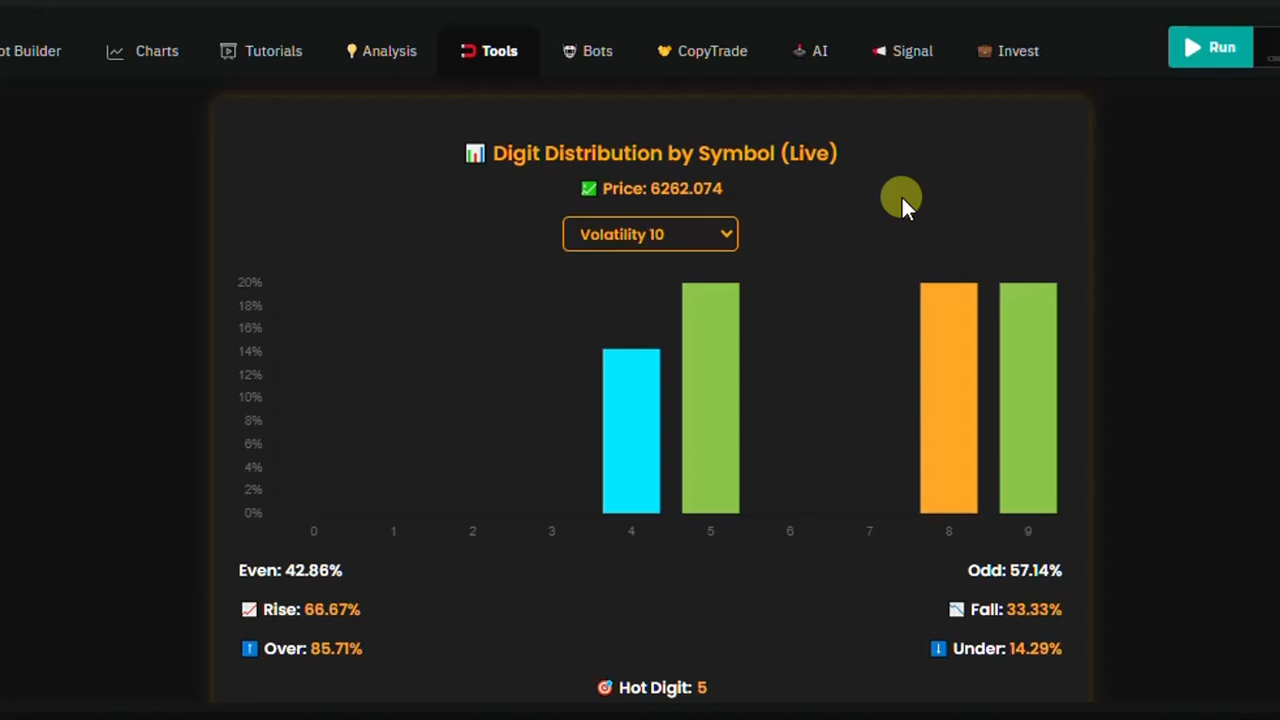 ot Builder
Charts
Tutorials
Analysis
Tools
Bots
CopyTrade
AI
Signal
Invest
Run
Digit Distribution by Symbol (Live)
Price: 6262.074
Volatility 10
20%
18%
16%
14%
12%
10%
8%
6%
4%
2%
0%
0 1 2 3 4 5 6 7 8 9
Even: 42.86%
Odd: 57.14%
Rise: 66.67%
Fall: 33.33%
Over: 85.71%
Under: 14.29%
Hot Digit: 5